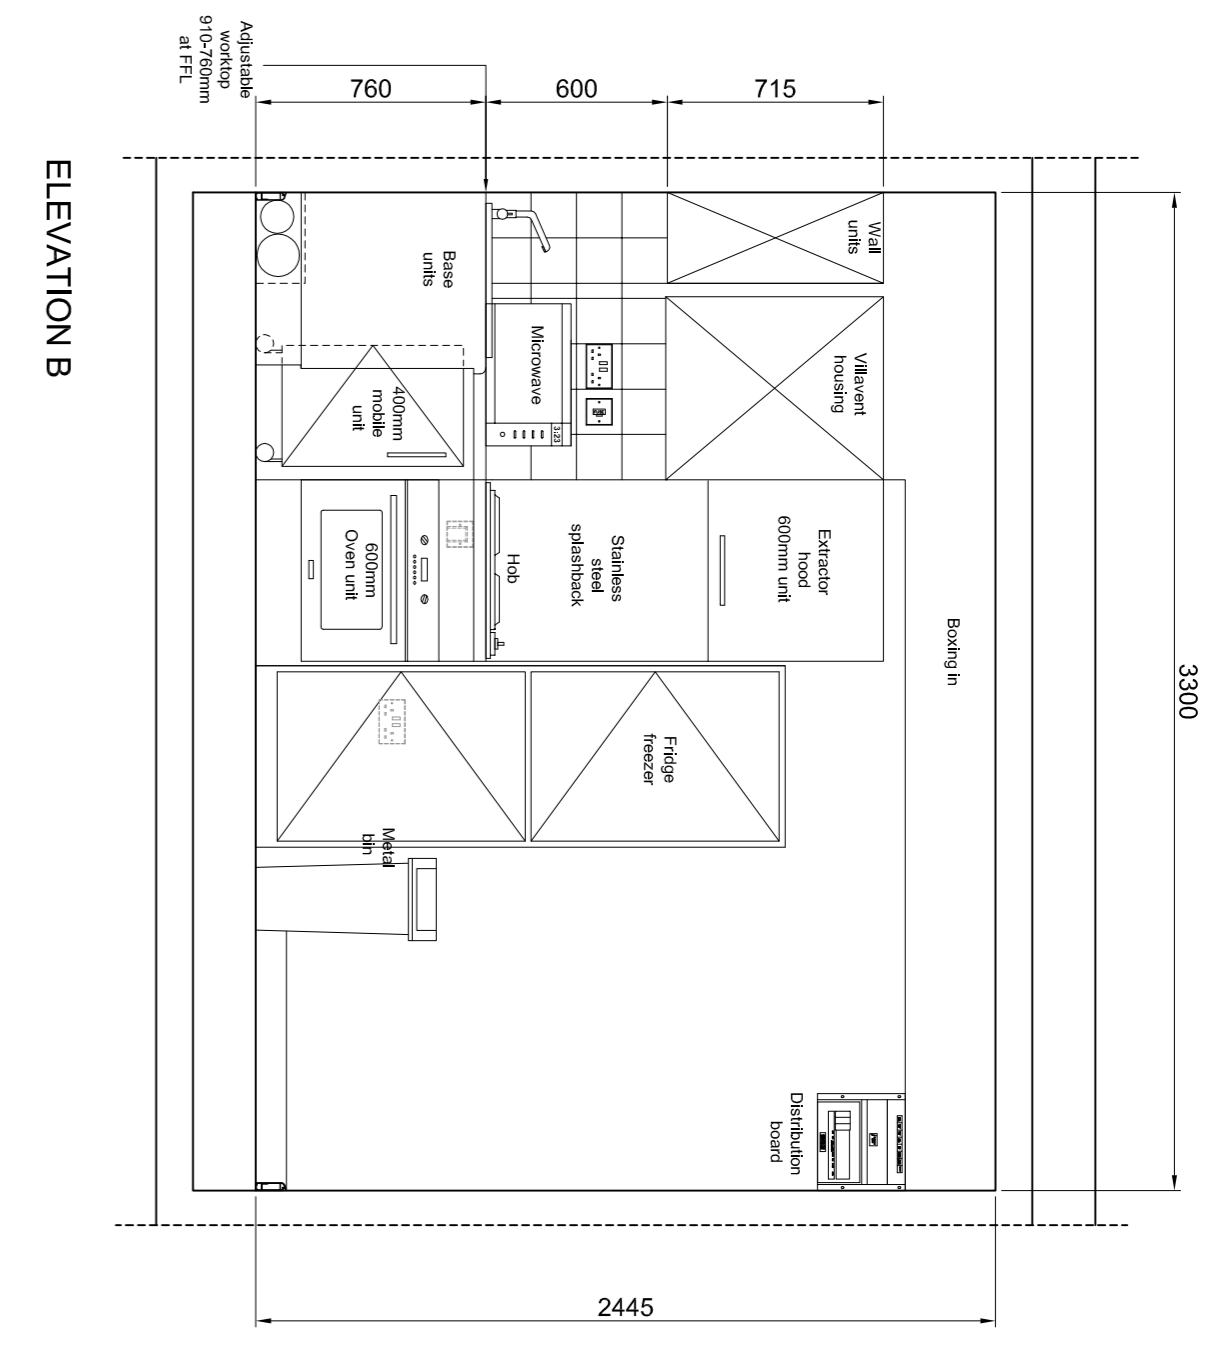 3300
Boxing in
Wall
units
Villavent
housing
Extractor
hood
600mm unit
Distribution
board
715
600
760
Adjustable
worktop
910-760mm
at FFL
Microwave
3:23
Stainless
steel
splashback
Hob
Fridge
freezer
Base
units
400mm
mobile
unit
600mm
Oven unit
Metal
bin
2445
ELEVATION B